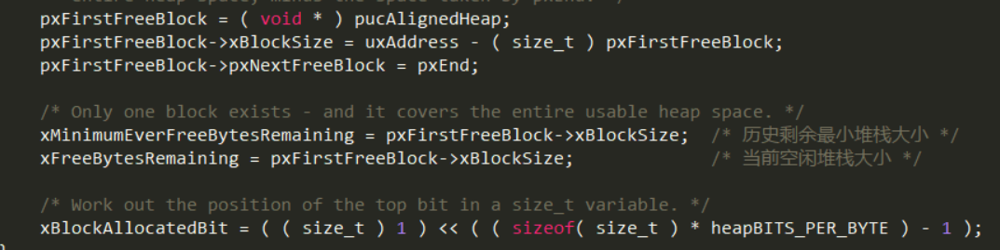 pxFirstFreeBlock = ( void * ) pucAlignedHeap;
pxFirstFreeBlock->xBlockSize = uxAddress - ( size_t ) pxFirstFreeBlock;
pxFirstFreeBlock->pxNextFreeBlock = pxEnd;
/* Only one block exists - and it covers the entire usable heap space. */
xMinimumEverFreeBytesRemaining = pxFirstFreeBlock->xBlockSize; /* 历史剩余最小堆栈大小 */
xFreeBytesRemaining = pxFirstFreeBlock->xBlockSize; /* 当前空闲堆栈大小 */
/* Work out the position of the top bit in a size_t variable. */
xBlockAllocatedBit = ( ( size_t ) 1 ) << ( ( sizeof( size_t ) * heapBITS_PER_BYTE ) - 1 );